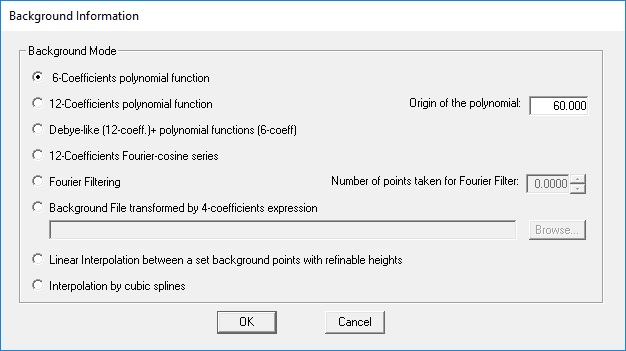 Background Information
Background Mode
6-Coefficients polynomial function
12-Coefficients polynomial function Origin of the polynomial: 60.000
Debye-like (12-coeff.)+ polynomial functions (6-coeff)
12-Coefficients Fourier-cosine series
Fourier Filtering Number of points taken for Fourier Filter: 0.0000
Background File transformed by 4-coefficients expression
Browse...
Linear Interpolation between a set background points with refinable heights
Interpolation by cubic splines
OK Cancel